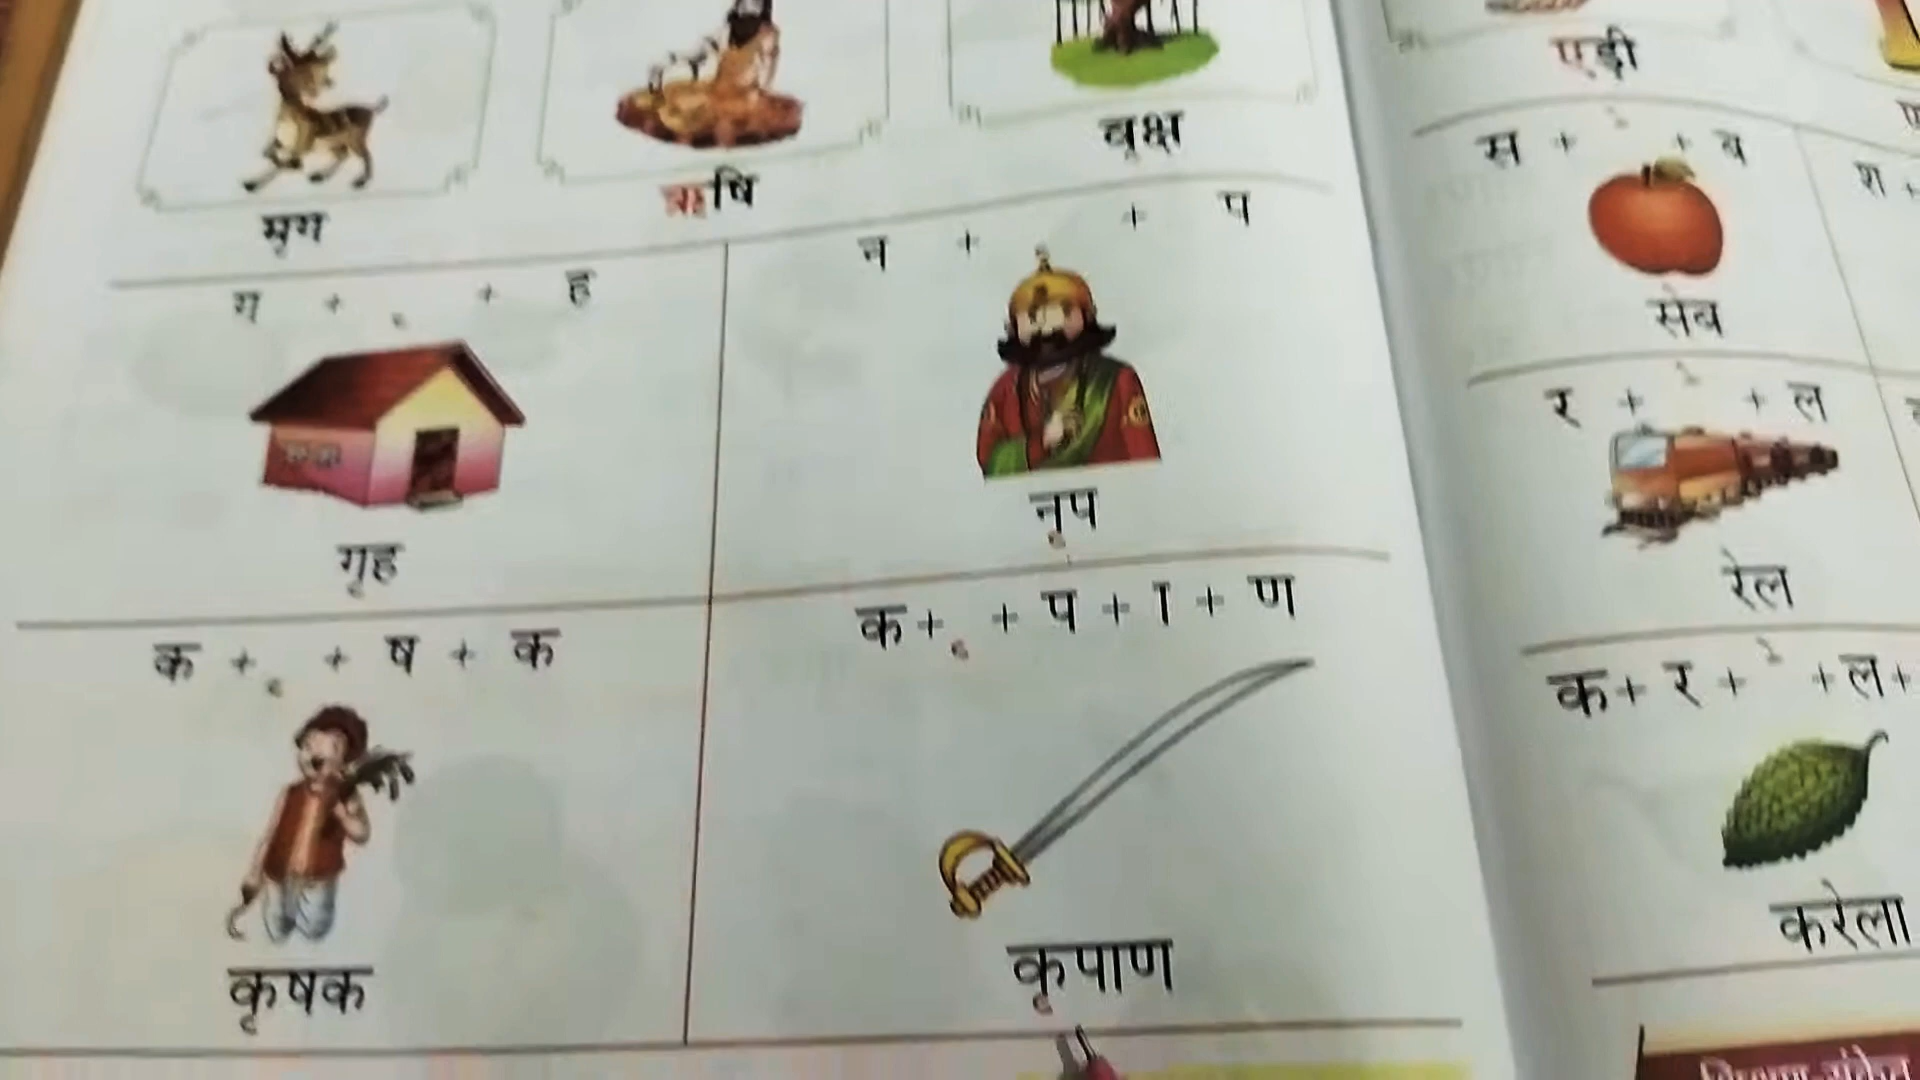 मृग
ऋषि
वृक्ष
ग + ृ + ह
गृह
न + + प
नृप
क + ृ + ष + क
कृषक
क + ृ + प + ा + ण
कृपाण
एड़ी
स + े + ब
सेब
र + े + ल
रेल
क + र + े + ल +
करेला